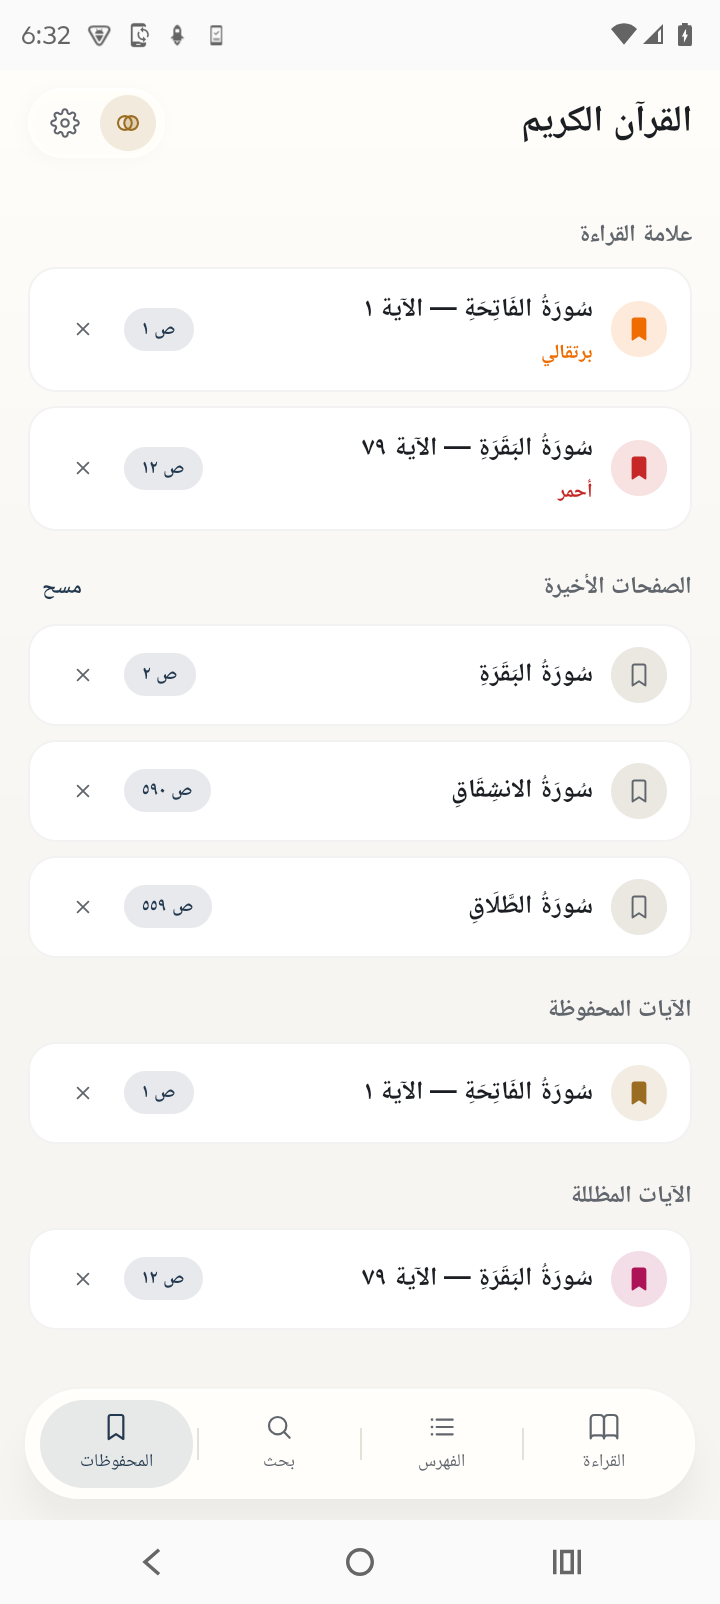 6:32
القرآن الكريم
علامة القراءة
سُورَةُ الفَاتِحَةِ — الآية ١
برتقالي
ص ١
سُورَةُ البَقَرَةِ — الآية ٧٩
أحمر
ص ١٢
الصفحات الأخيرة
مسح
سُورَةُ البَقَرَةِ
ص ٢
سُورَةُ الانشِقَاقِ
ص ٥٩٠
سُورَةُ الطَّلَاقِ
ص ٥٥٩
الآيات المحفوظة
سُورَةُ الفَاتِحَةِ — الآية ١
ص ١
الآيات المظللة
سُورَةُ البَقَرَةِ — الآية ٧٩
ص ١٢
القراءة
الفهرس
بحث
المحفوظات